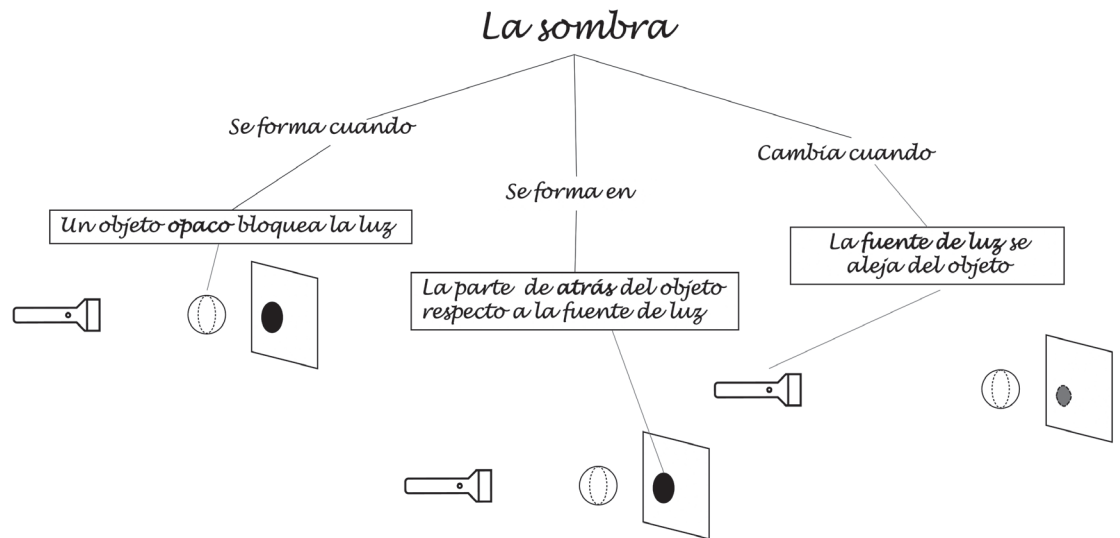 La sombra
Se forma cuando
Un objeto opaco bloquea la luz
Se forma en
La parte de atrás del objeto
respecto a la fuente de luz
Cambia cuando
La fuente de luz se
aleja del objeto